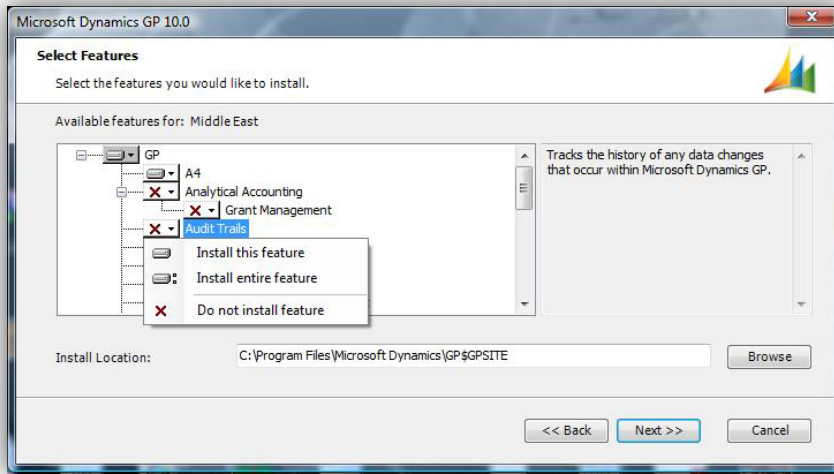 Microsoft Dynamics GP 10.0
Select Features
Select the features you would like to install.
Available features for: Middle East
GP
A4
Analytical Accounting
Grant Management
Audit Trails
Install this feature
Install entire feature
Do not install feature
Tracks the history of any data changes
that occur within Microsoft Dynamics GP.
Install Location:
C:\Program Files\Microsoft Dynamics\GP$GPSITE
Browse
<< Back
Next >>
Cancel